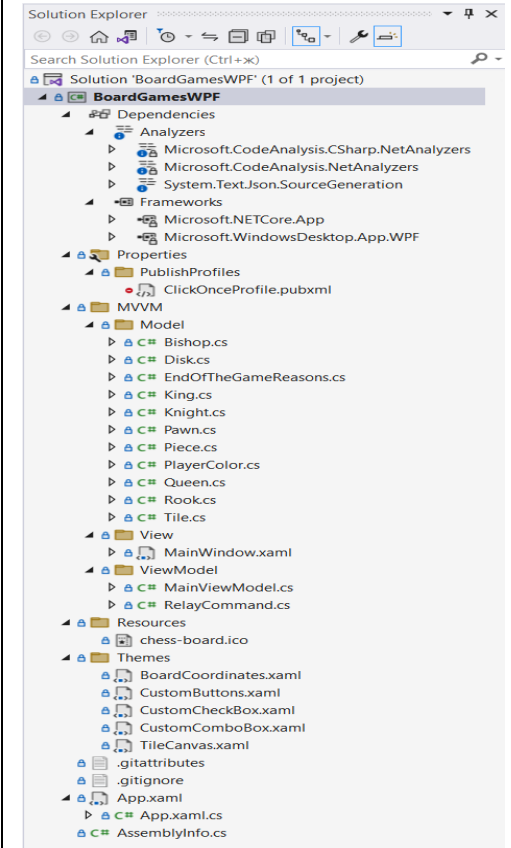 Solution Explorer
Search Solution Explorer (Ctrl+ж)
Solution 'BoardGamesWPF' (1 of 1 project)
BoardGamesWPF
Dependencies
Analyzers
Microsoft.CodeAnalysis.CSharp.NetAnalyzers
Microsoft.CodeAnalysis.NetAnalyzers
System.Text.Json.SourceGeneration
Frameworks
Microsoft.NETCore.App
Microsoft.WindowsDesktop.App.WPF
Properties
PublishProfiles
ClickOnceProfile.pubxml
MVVM
Model
C# Bishop.cs
C# Disk.cs
C# EndOfTheGameReasons.cs
C# King.cs
C# Knight.cs
C# Pawn.cs
C# Piece.cs
C# PlayerColor.cs
C# Queen.cs
C# Rook.cs
C# Tile.cs
View
MainWindow.xaml
ViewModel
C# MainViewModel.cs
C# RelayCommand.cs
Resources
chess-board.ico
Themes
BoardCoordinates.xaml
CustomButtons.xaml
CustomCheckBox.xaml
CustomComboBox.xaml
TileCanvas.xaml
.gitattributes
.gitignore
App.xaml
C# App.xaml.cs
C# AssemblyInfo.cs